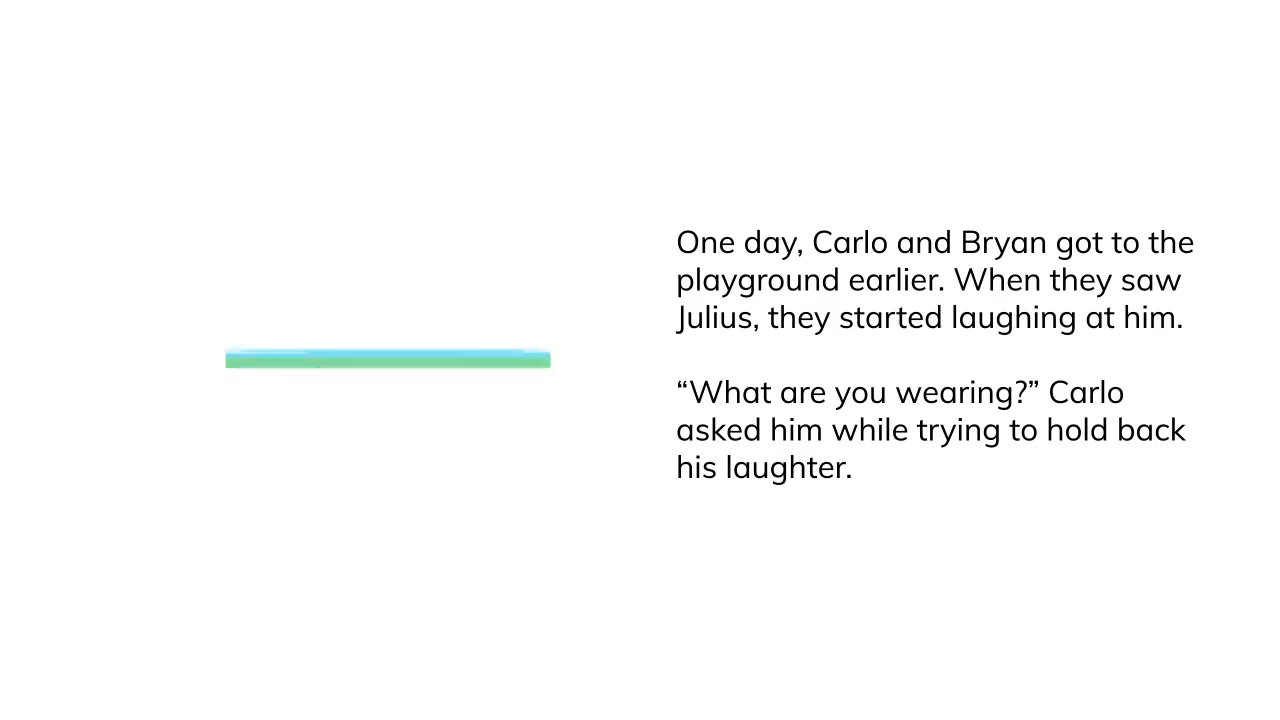 One day, Carlo and Bryan got to the
playground earlier. When they saw
Julius, they started laughing at him.
“What are you wearing?” Carlo
asked him while trying to hold back
his laughter.